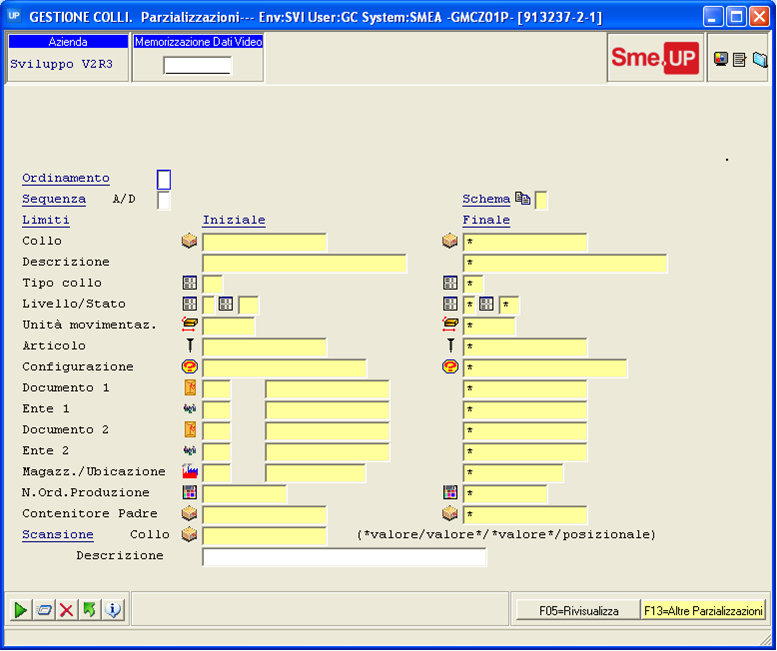 UP GESTIONE COLLI. Parzializzazioni--- Env:SVI User:GC System:SMEA -GMCZ01P- [913237-2-1]
Azienda Memorizzazione Dati Video
Sviluppo V2R3
Sme.UP
.
Ordinamento
Sequenza A/D Schema
Limiti Iniziale Finale
Collo *
Descrizione *
Tipo collo *
Livello/Stato * *
Unità movimentaz. *
Articolo *
Configurazione *
Documento 1 *
Ente 1 *
Documento 2 *
Ente 2 *
Magazz./Ubicazione *
N.Ord.Produzione *
Contenitore Padre *
Scansione Collo (*valore/valore*/*valore*/posizionale)
Descrizione
F05=Rivisualizza F13=Altre Parzializzazioni